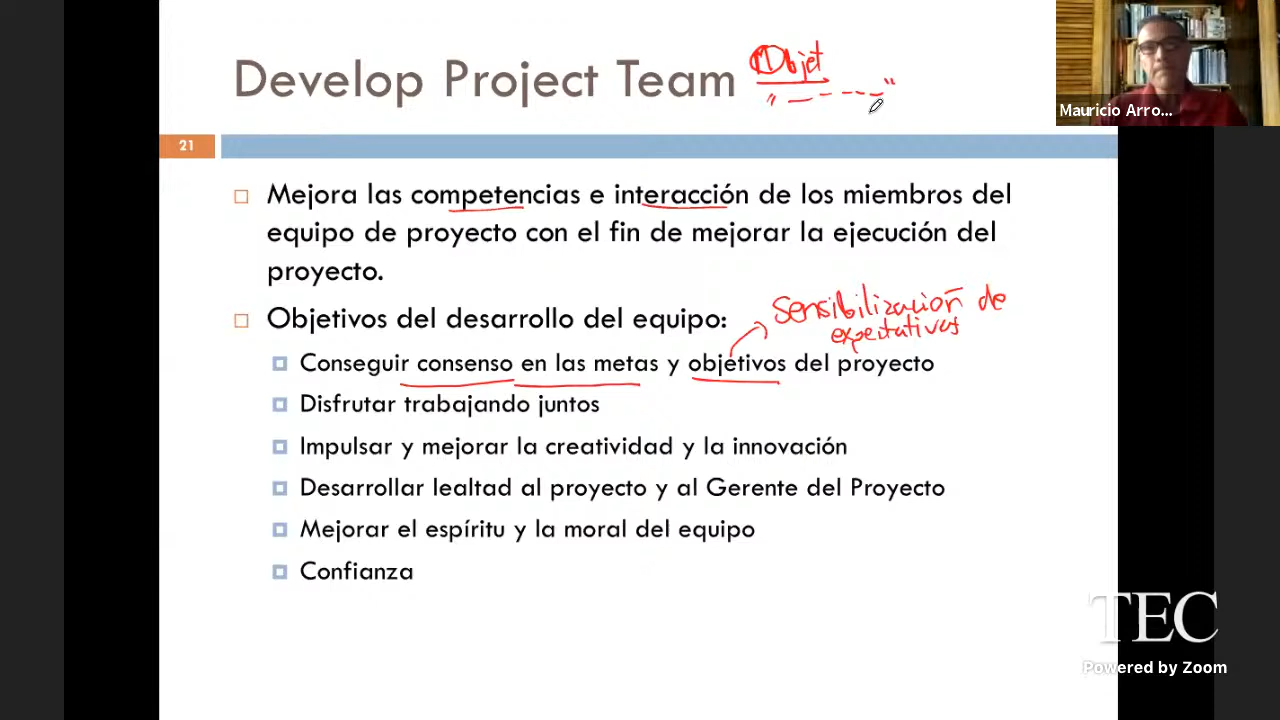 Develop Project Team
Objet
Mauricio Arro...
21
Mejora las competencias e interacción de los miembros del
equipo de proyecto con el fin de mejorar la ejecución del
proyecto.
Sensibilización de
expectativas
Objetivos del desarrollo del equipo:
Conseguir consenso en las metas y objetivos del proyecto
Disfrutar trabajando juntos
Impulsar y mejorar la creatividad y la innovación
Desarrollar lealtad al proyecto y al Gerente del Proyecto
Mejorar el espíritu y la moral del equipo
Confianza
TEC
Powered by Zoom